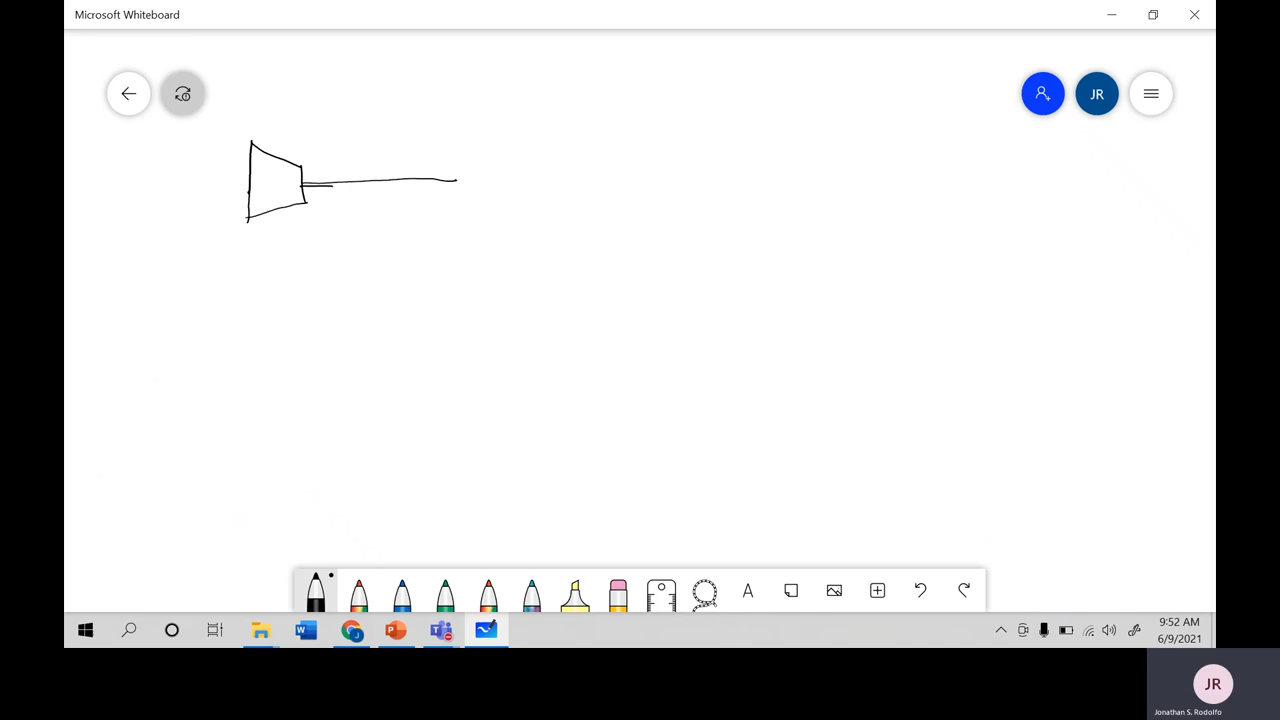 Microsoft Whiteboard
JR
A
9:52 AM
6/9/2021
JR
Jonathan S. Rodolfo